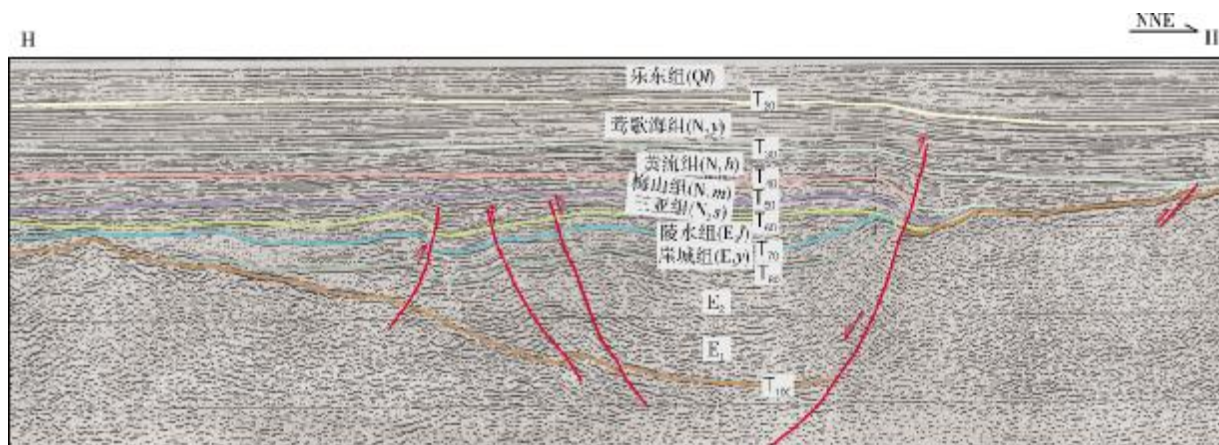 NNE
H
H
乐东组(Ql)
T20
莺歌海组(N2y)
T30
黄流组(N1h)
T40
梅山组(N1m)
T50
三亚组(N1s)
T60
陵水组(E3l)
T70
崖城组(E3y)
T80
E2
E1
T100